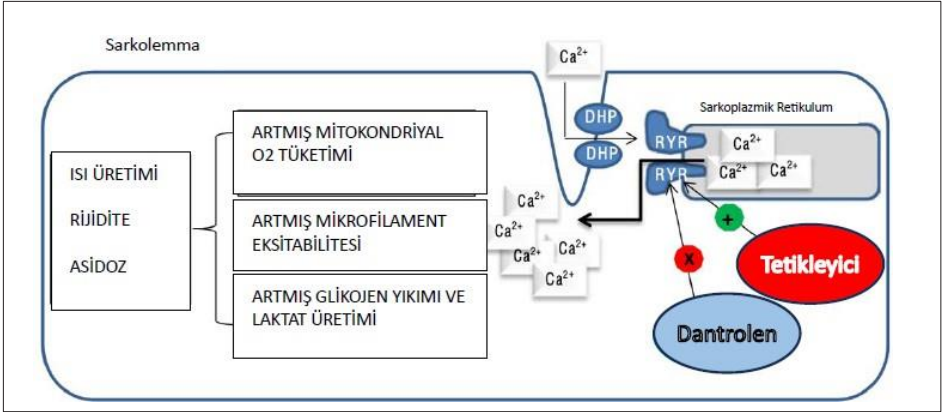 Sarkolemma
Ca2+
Sarkoplazmik Retikulum
DHP
DHP
RYR
RYR
Ca2+
Ca2+
Ca2+
ISI ÜRETİMİ
RİJİDİTE
ASİDOZ
ARTMIŞ MİTOKONDRİYAL
O2 TÜKETİMİ
ARTMIŞ MİKROFILAMENT
EKSİTABİLİTESİ
ARTMIŞ GLİKOJEN YIKIMI VE
LAKTAT ÜRETİMİ
Ca2+
Ca2+
Ca2+
Ca2+
Ca2+
+
X
Tetikleyici
Dantrolen